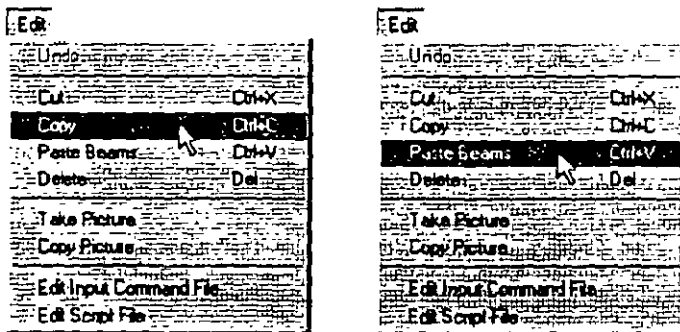 Edit
Undo
Cut Ctrl+X
Copy Ctrl+C
Paste Beams Ctrl+V
Delete Del
Take Picture
Copy Picture
Edit Input Command File
Edit Script File
Edit
Undo
Cut Ctrl+X
Copy Ctrl+C
Paste Beams Ctrl+V
Delete Del
Take Picture
Copy Picture
Edit Input Command File
Edit Script File